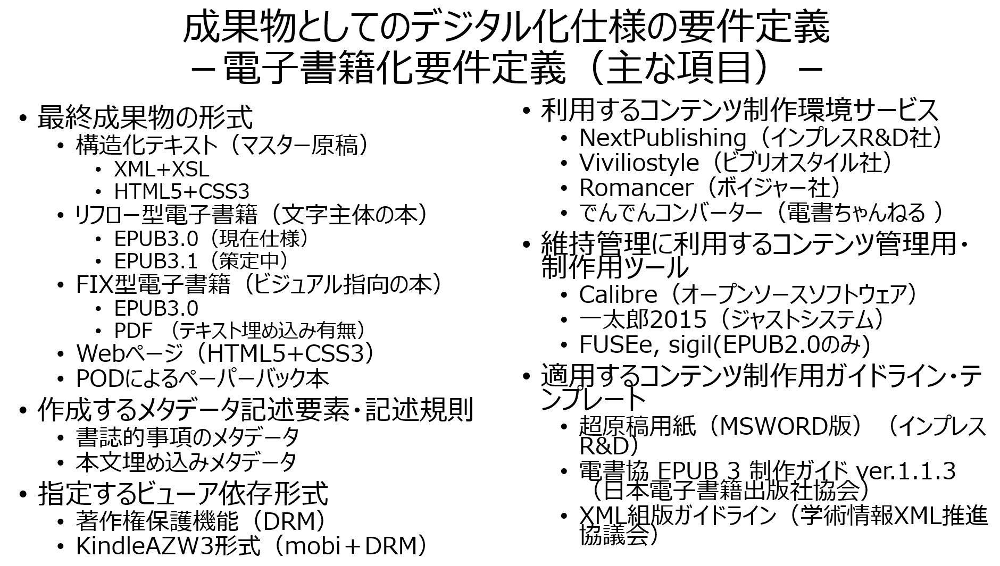 成果物としてのデジタル化仕様の要件定義
－電子書籍化要件定義（主な項目）－
• 最終成果物の形式
• 構造化テキスト（マスター原稿）
• XML+XSL
• HTML5+CSS3
• リフロー型電子書籍（文字主体の本）
• EPUB3.0（現在仕様）
• EPUB3.1（策定中）
• FIX型電子書籍（ビジュアル指向の本）
• EPUB3.0
• PDF （テキスト埋め込み有無）
• Webページ（HTML5+CSS3）
• PODによるペーパーバック本
• 作成するメタデータ記述要素・記述規則
• 書誌的事項のメタデータ
• 本文埋め込みメタデータ
• 指定するビューア依存形式
• 著作権保護機能（DRM）
• KindleAZW3形式（mobi＋DRM）
• 利用するコンテンツ制作環境サービス
• NextPublishing（インプレスR&D社）
• Viviliostyle（ビブリオスタイル社）
• Romancer（ボイジャー社）
• でんでんコンバーター（電書ちゃんねる ）
• 維持管理に利用するコンテンツ管理用・
制作用ツール
• Calibre（オープンソースソフトウェア）
• 一太郎2015（ジャストシステム）
• FUSEe, sigil(EPUB2.0のみ)
• 適用するコンテンツ制作用ガイドライン・テ
ンプレート
• 超原稿用紙（MSWORD版）（インプレス
R&D）
• 電書協 EPUB 3 制作ガイド ver.1.1.3
（日本電子書籍出版社協会）
• XML組版ガイドライン（学術情報XML推進
協議会）